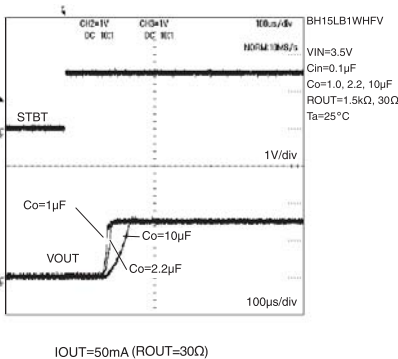 CH2=1V CH3=1V 100us/div
DC 10:1 DC 10:1
NORM:10MS/s
BH15LB1WHFV
VIN=3.5V
Cin=0.1µF
Co=1.0, 2.2, 10µF
ROUT=1.5kΩ, 30Ω
Ta=25°C
STBT
1V/div
Co=1µF
Co=10µF
VOUT
Co=2.2µF
100µs/div
IOUT=50mA (ROUT=30Ω)